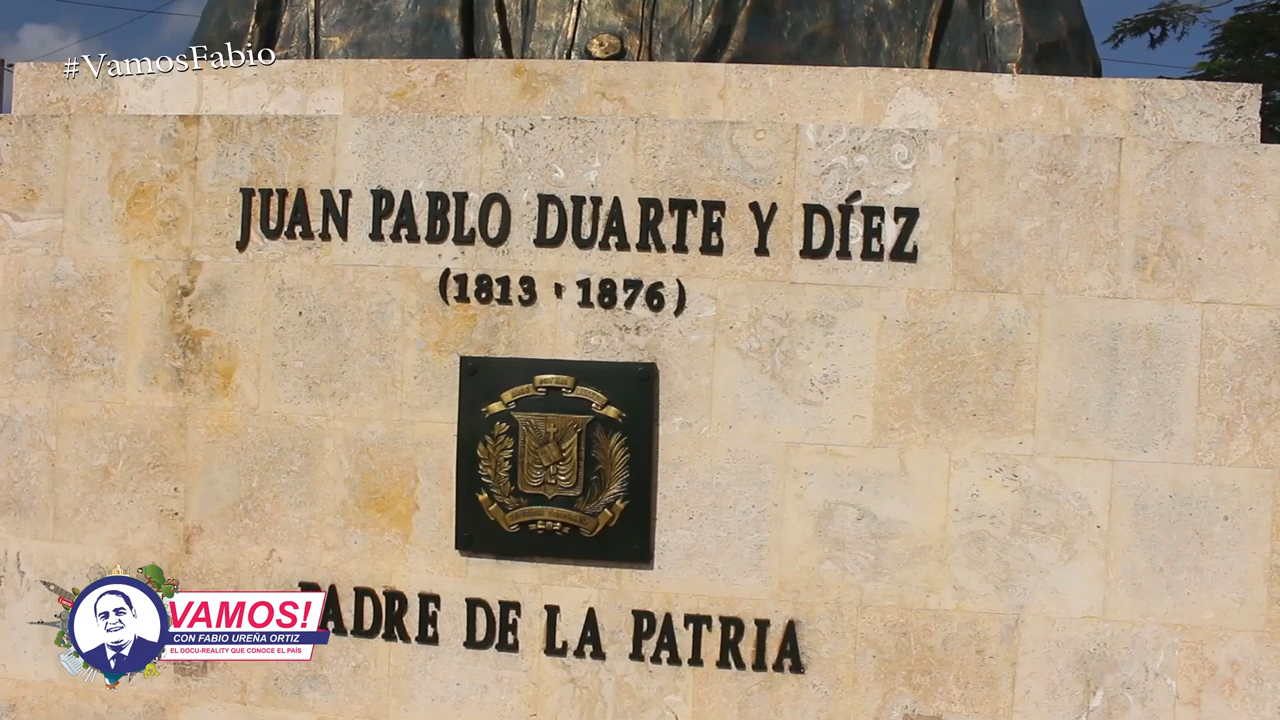 #VamosFabio
JUAN PABLO DUARTE Y DÍEZ
(1813 · 1876)
PADRE DE LA PATRIA
VAMOS!
CON FABIO UREÑA ORTIZ
EL DOCU-REALITY QUE CONOCE EL PAÍS